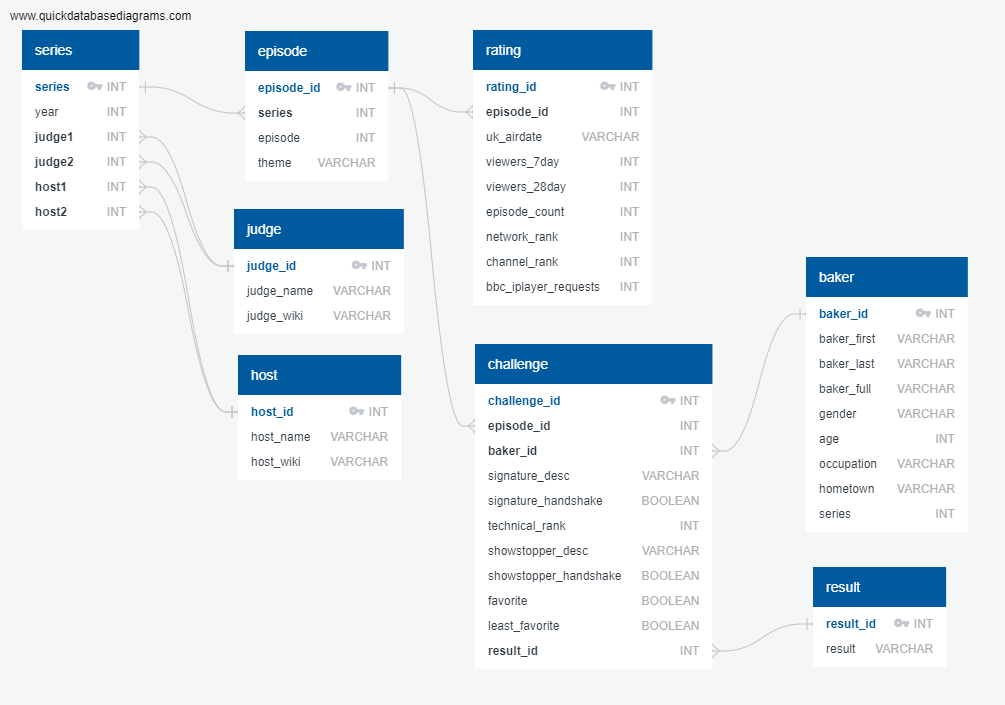 www.quickdatabasediagrams.com
series
series INT
year INT
judge1 INT
judge2 INT
host1 INT
host2 INT
episode
episode_id INT
series INT
episode INT
theme VARCHAR
rating
rating_id INT
episode_id INT
uk_airdate VARCHAR
viewers_7day INT
viewers_28day INT
episode_count INT
network_rank INT
channel_rank INT
bbc_iplayer_requests INT
judge
judge_id INT
judge_name VARCHAR
judge_wiki VARCHAR
host
host_id INT
host_name VARCHAR
host_wiki VARCHAR
challenge
challenge_id INT
episode_id INT
baker_id INT
signature_desc VARCHAR
signature_handshake BOOLEAN
technical_rank INT
showstopper_desc VARCHAR
showstopper_handshake BOOLEAN
favorite BOOLEAN
least_favorite BOOLEAN
result_id INT
baker
baker_id INT
baker_first VARCHAR
baker_last VARCHAR
baker_full VARCHAR
gender VARCHAR
age INT
occupation VARCHAR
hometown VARCHAR
series INT
result
result_id INT
result VARCHAR